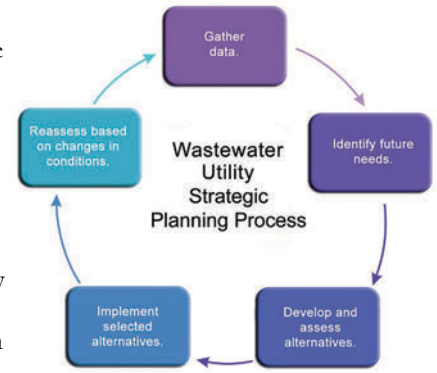 Gather
data.
Identify future
needs.
Develop and
assess
alternatives.
Implement
selected
alternatives.
Reassess based
on changes in
conditions.
Wastewater
Utility
Strategic
Planning Process